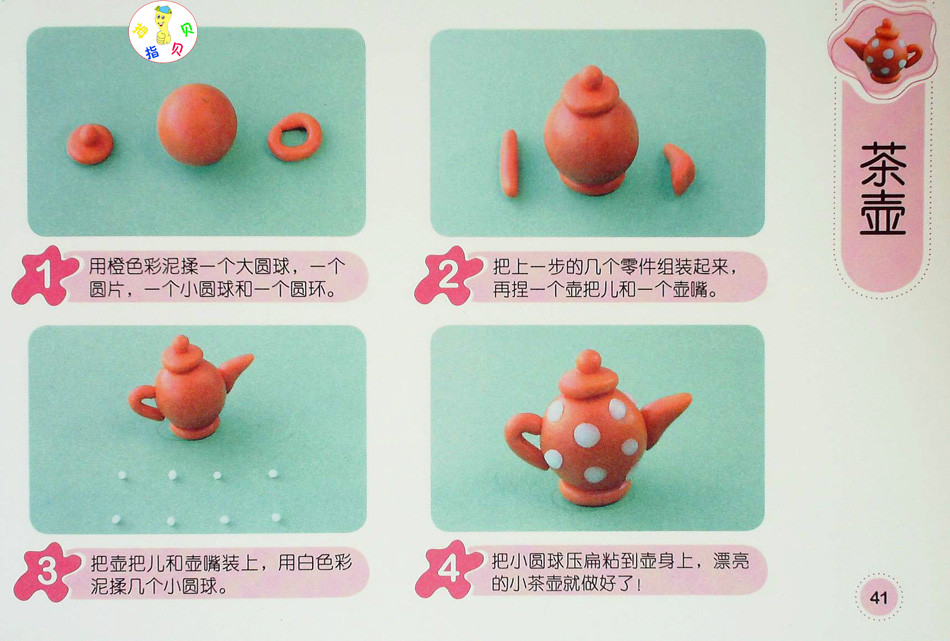 巧指贝贝
茶壶
1
用橙色彩泥揉一个大圆球，一个
圆片，一个小圆球和一个圆环。
2
把上一步的几个零件组装起来，
再捏一个壶把儿和一个壶嘴。
3
把壶把儿和壶嘴装上，用白色彩
泥揉几个小圆球。
4
把小圆球压扁粘到壶身上，漂亮
的小茶壶就做好了！
41